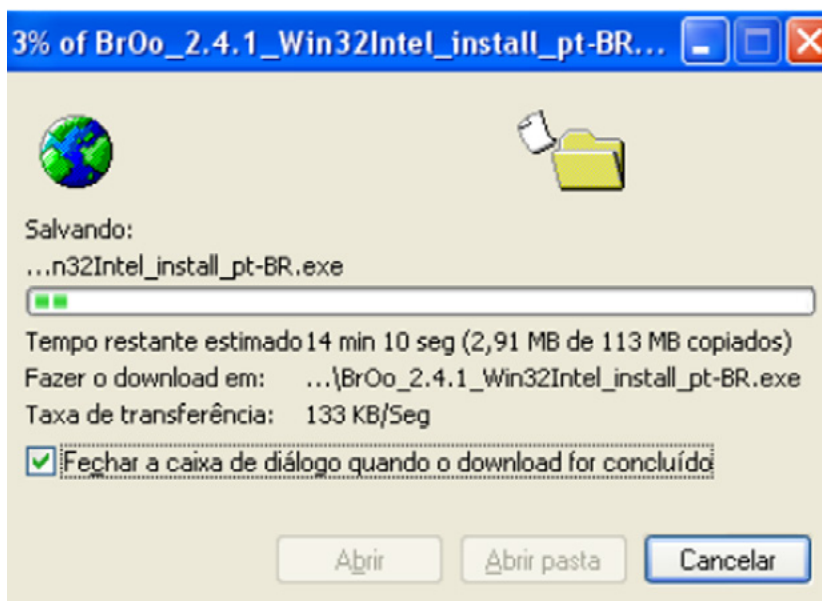 3% of BrOo_2.4.1_Win32Intel_install_pt-BR...
Salvando:
...n32Intel_install_pt-BR.exe
Tempo restante estimado 14 min 10 seg (2,91 MB de 113 MB copiados)
Fazer o download em: ...\BrOo_2.4.1_Win32Intel_install_pt-BR.exe
Taxa de transferência: 133 KB/Seg
Fechar a caixa de diálogo quando o download for concluído
Abrir Abrir pasta Cancelar